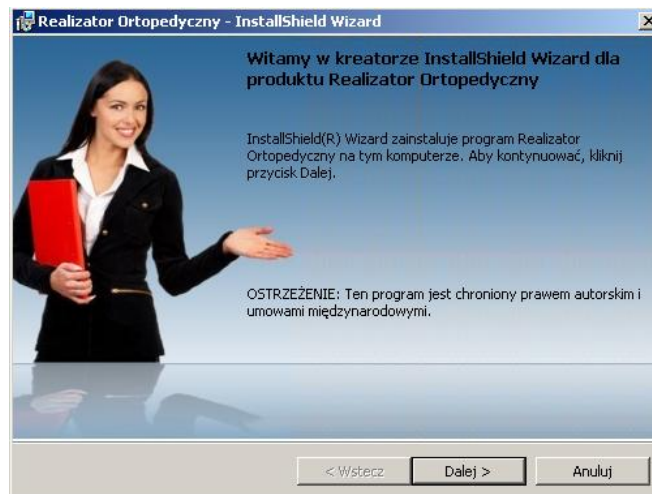 Realizator Ortopedyczny - InstallShield Wizard
Witamy w kreatorze InstallShield Wizard dla
produktu Realizator Ortopedyczny
InstallShield(R) Wizard zainstaluje program Realizator
Ortopedyczny na tym komputerze. Aby kontynuować, kliknij
przycisk Dalej.
OSTRZEŻENIE: Ten program jest chroniony prawem autorskim i
umowami międzynarodowymi.
< Wstecz
Dalej >
Anuluj